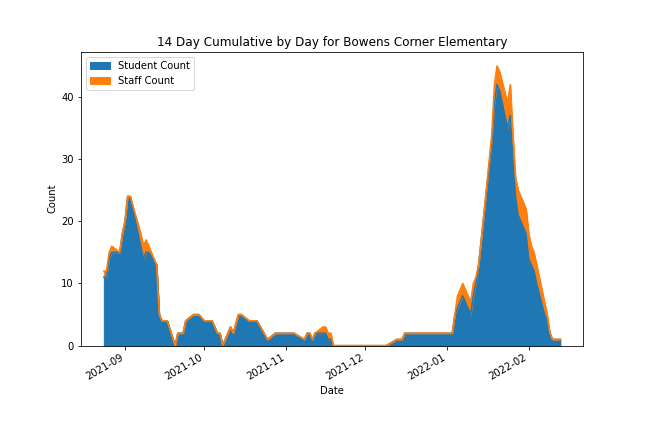 14 Day Cumulative by Day for Bowens Corner Elementary
Student Count
Staff Count
Count
40
30
20
10
0
2021-09
2021-10
2021-11
2021-12
2022-01
2022-02
Date